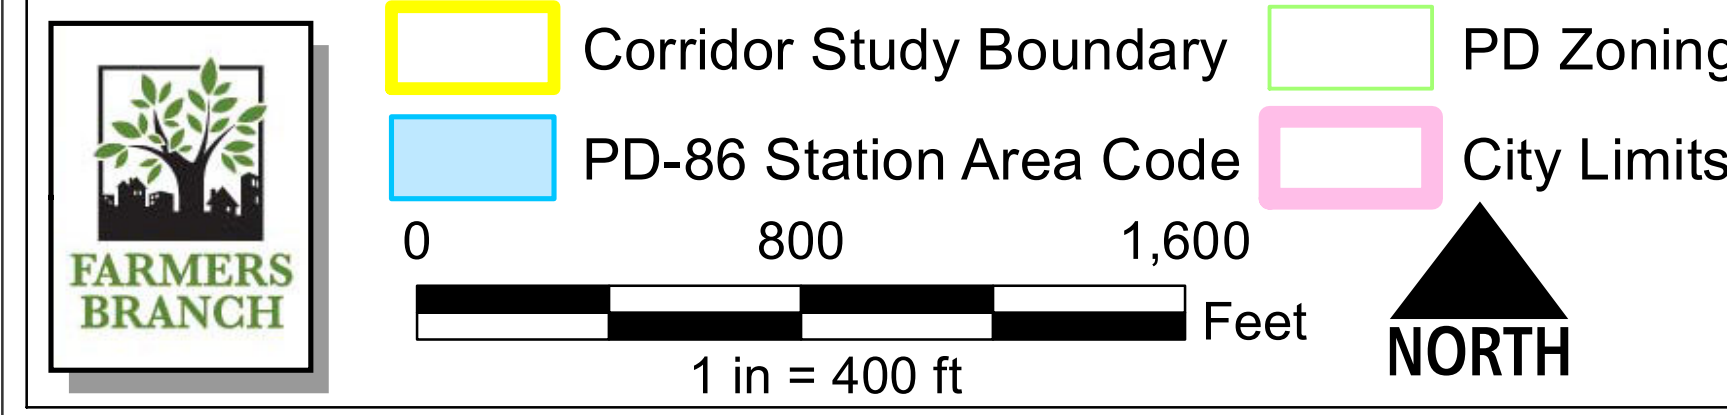 FARMERS
BRANCH
Corridor Study Boundary
PD Zoning
PD-86 Station Area Code
City Limits
0 800 1,600
Feet
1 in = 400 ft
NORTH